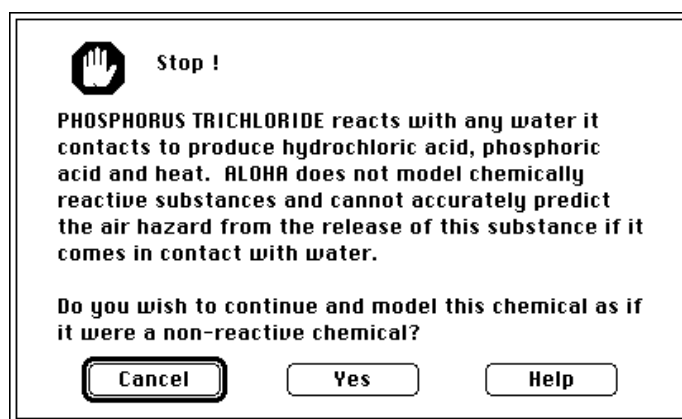 Stop !
PHOSPHORUS TRICHLORIDE reacts with any water it
contacts to produce hydrochloric acid, phosphoric
acid and heat.  ALOHA does not model chemically
reactive substances and cannot accurately predict
the air hazard from the release of this substance if it
comes in contact with water.
Do you wish to continue and model this chemical as if
it were a non-reactive chemical?
Cancel Yes Help